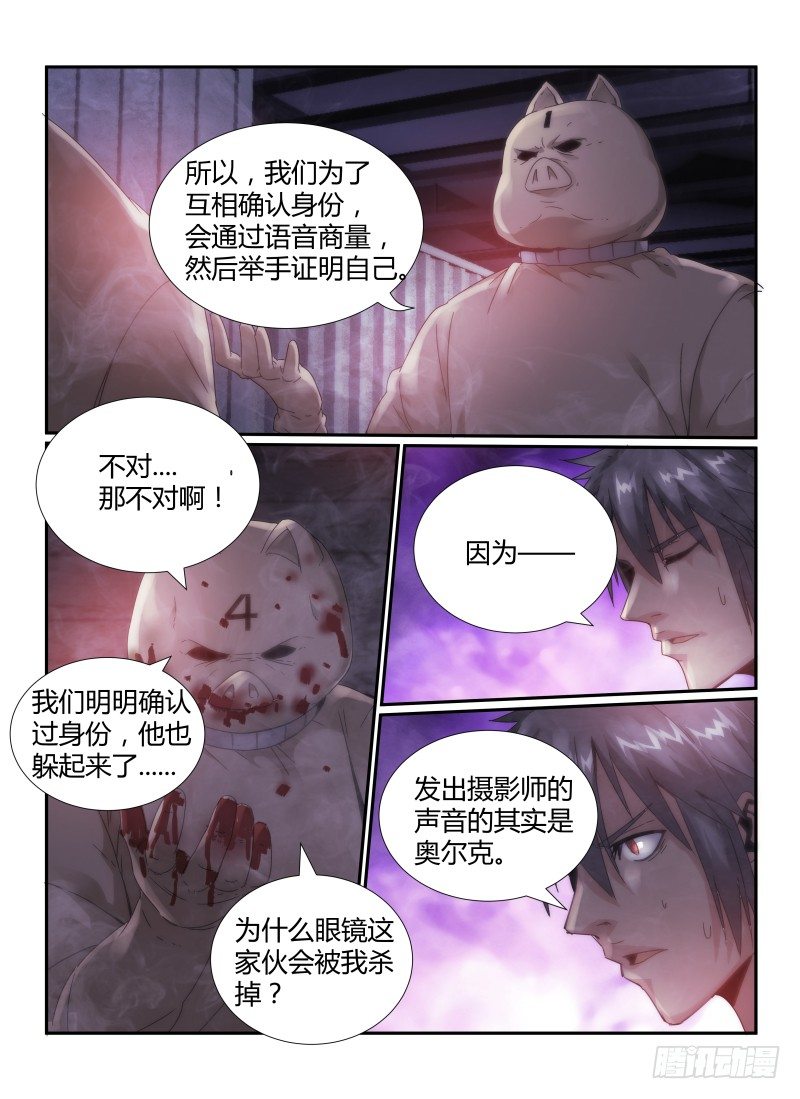 1
所以，我们为了
互相确认身份，
会通过语音商量，
然后举手证明自己。
不对....
那不对啊！
4
因为——
我们明明确认
过身份，他也
躲起来了......
为什么眼镜这
家伙会被我杀
掉？
发出摄影师的
声音的其实是
奥尔克。
腾讯动漫